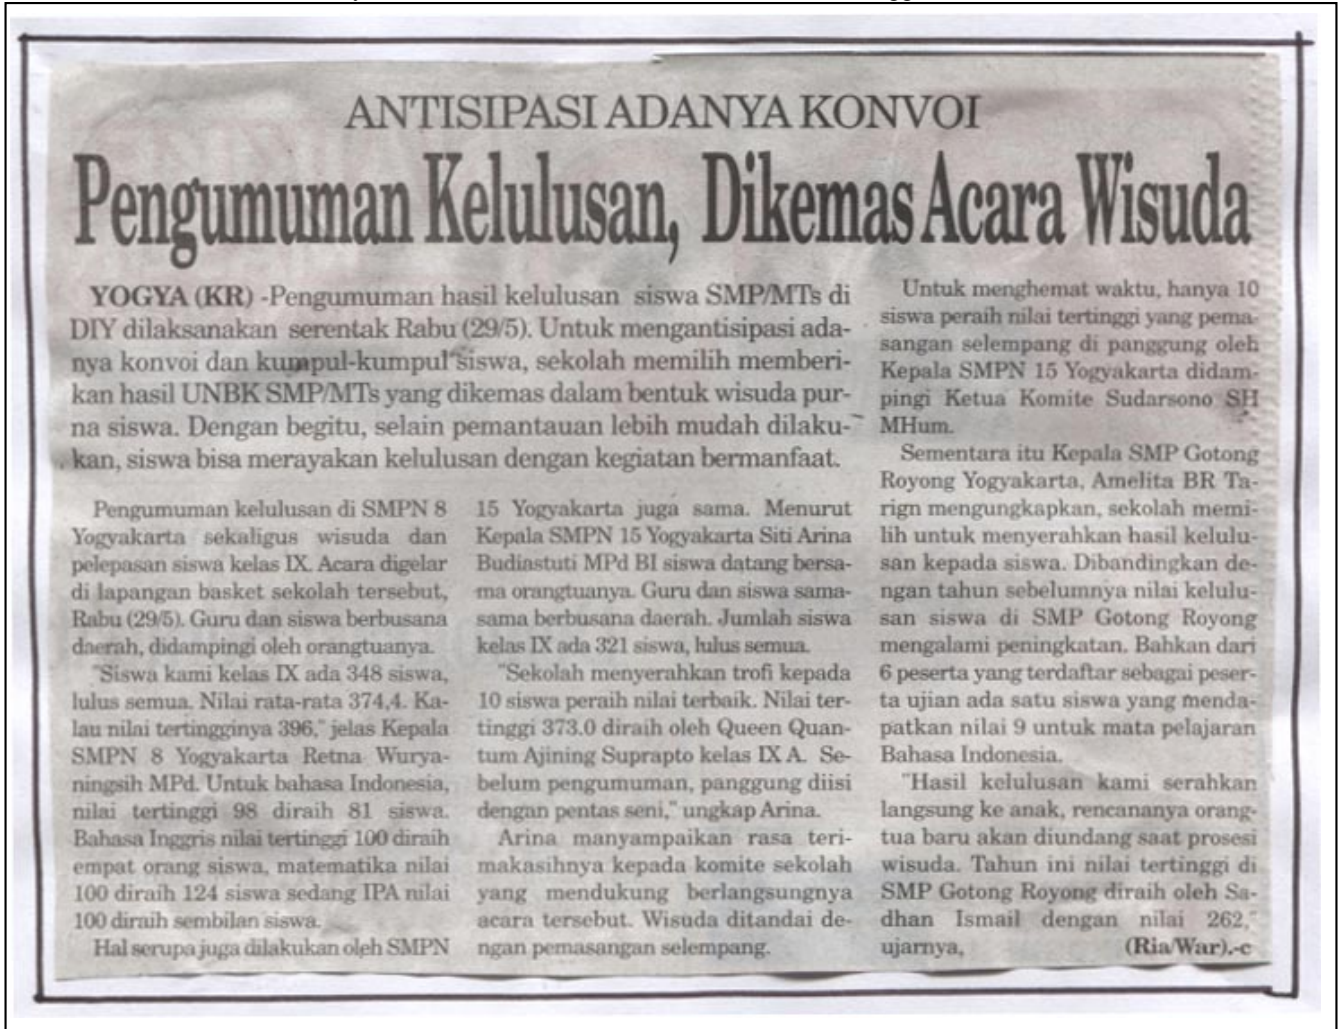 ANTISIPASI ADANYA KONVOI
Pengumuman Kelulusan, Dikemas Acara Wisuda
YOGYA (KR) -Pengumuman hasil kelulusan siswa SMP/MTs di
DIY dilaksanakan serentak Rabu (29/5). Untuk mengantisipasi ada-
nya konvoi dan kumpul-kumpul siswa, sekolah memilih memberi-
kan hasil UNBK SMP/MTs yang dikemas dalam bentuk wisuda pur-
na siswa. Dengan begitu, selain pemantauan lebih mudah dilaku-
kan, siswa bisa merayakan kelulusan dengan kegiatan bermanfaat.
Pengumuman kelulusan di SMPN 8
Yogyakarta sekaligus wisuda dan
pelepasan siswa kelas IX. Acara digelar
di lapangan basket sekolah tersebut,
Rabu (29/5). Guru dan siswa berbusana
daerah, didampingi oleh orangtuanya.
"Siswa kami kelas IX ada 348 siswa,
lulus semua. Nilai rata-rata 374,4. Ka-
lau nilai tertingginya 396," jelas Kepala
SMPN 8 Yogyakarta Retna Wurya-
ningsih MPd. Untuk bahasa Indonesia,
nilai tertinggi 98 diraih 81 siswa.
Bahasa Inggris nilai tertinggi 100 diraih
empat orang siswa, matematika nilai
100 diraih 124 siswa sedang IPA nilai
100 diraih sembilan siswa.
Hal serupa juga dilakukan oleh SMPN
15 Yogyakarta juga sama. Menurut
Kepala SMPN 15 Yogyakarta Siti Arina
Budiastuti MPd BI siswa datang bersa-
ma orangtuanya. Guru dan siswa sama-
sama berbusana daerah. Jumlah siswa
kelas IX ada 321 siswa, lulus semua.
"Sekolah menyerahkan trofi kepada
10 siswa peraih nilai terbaik. Nilai ter-
tinggi 373.0 diraih oleh Queen Quan-
tum Ajining Suprapto kelas IX A. Se-
belum pengumuman, panggung diisi
dengan pentas seni," ungkap Arina.
Arina manyampaikan rasa teri-
makasihnya kepada komite sekolah
yang mendukung berlangsungnya
acara tersebut. Wisuda ditandai de-
ngan pemasangan selempang.
Untuk menghemat waktu, hanya 10
siswa peraih nilai tertinggi yang pema-
sangan selempang di panggung oleh
Kepala SMPN 15 Yogyakarta didam-
pingi Ketua Komite Sudarsono SH
MHum.
Sementara itu Kepala SMP Gotong
Royong Yogyakarta, Amelita BR Ta-
rign mengungkapkan, sekolah memi-
lih untuk menyerahkan hasil kelulu-
san kepada siswa. Dibandingkan de-
ngan tahun sebelumnya nilai kelulu-
san siswa di SMP Gotong Royong
mengalami peningkatan. Bahkan dari
6 peserta yang terdaftar sebagai peser-
ta ujian ada satu siswa yang menda-
patkan nilai 9 untuk mata pelajaran
Bahasa Indonesia.
"Hasil kelulusan kami serahkan
langsung ke anak, rencananya orang-
tua baru akan diundang saat prosesi
wisuda. Tahun ini nilai tertinggi di
SMP Gotong Royong diraih oleh Sa-
dhan Ismail dengan nilai 262,"
ujarnya, (Ria/War).-c